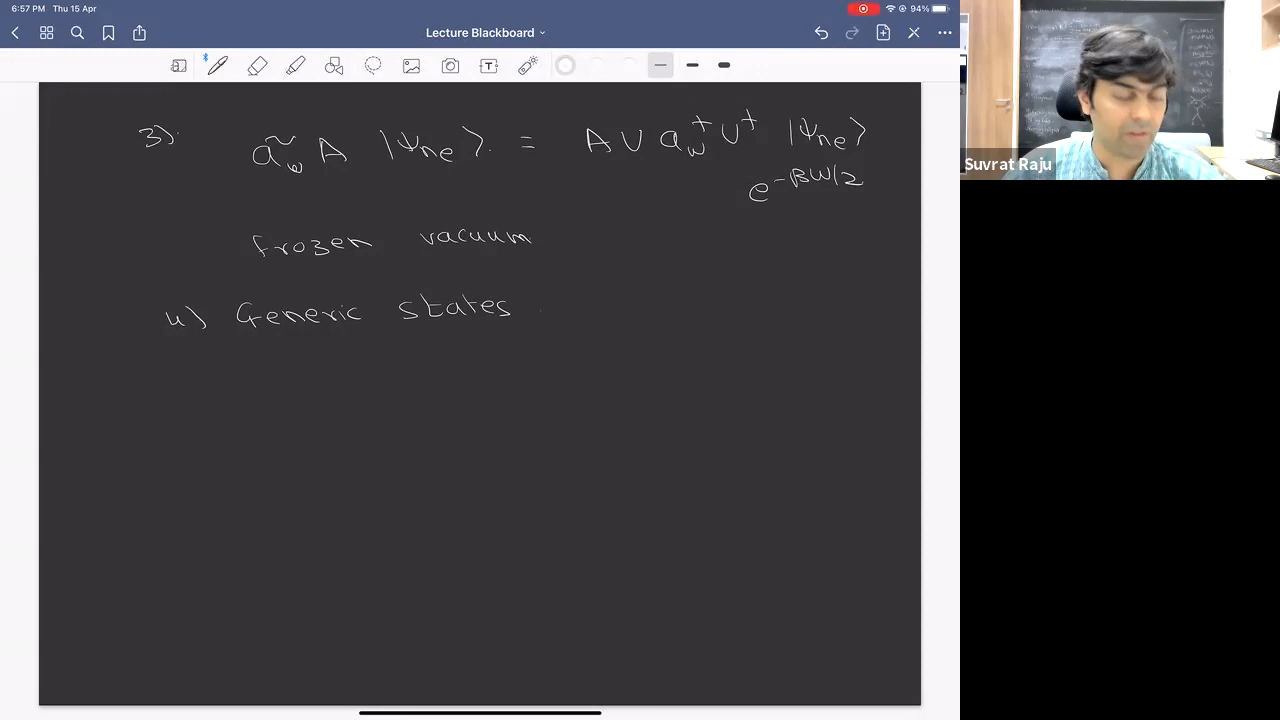 6:57 PM Thu 15 Apr
94%
Lecture Blackboard
T
3)
ã_ω A |Ψ_ne⟩. = A U a_ω^† U^† |Ψ_ne⟩
e^{-βω/2}
frozen vacuum
4) Generic states
Suvrat Raju